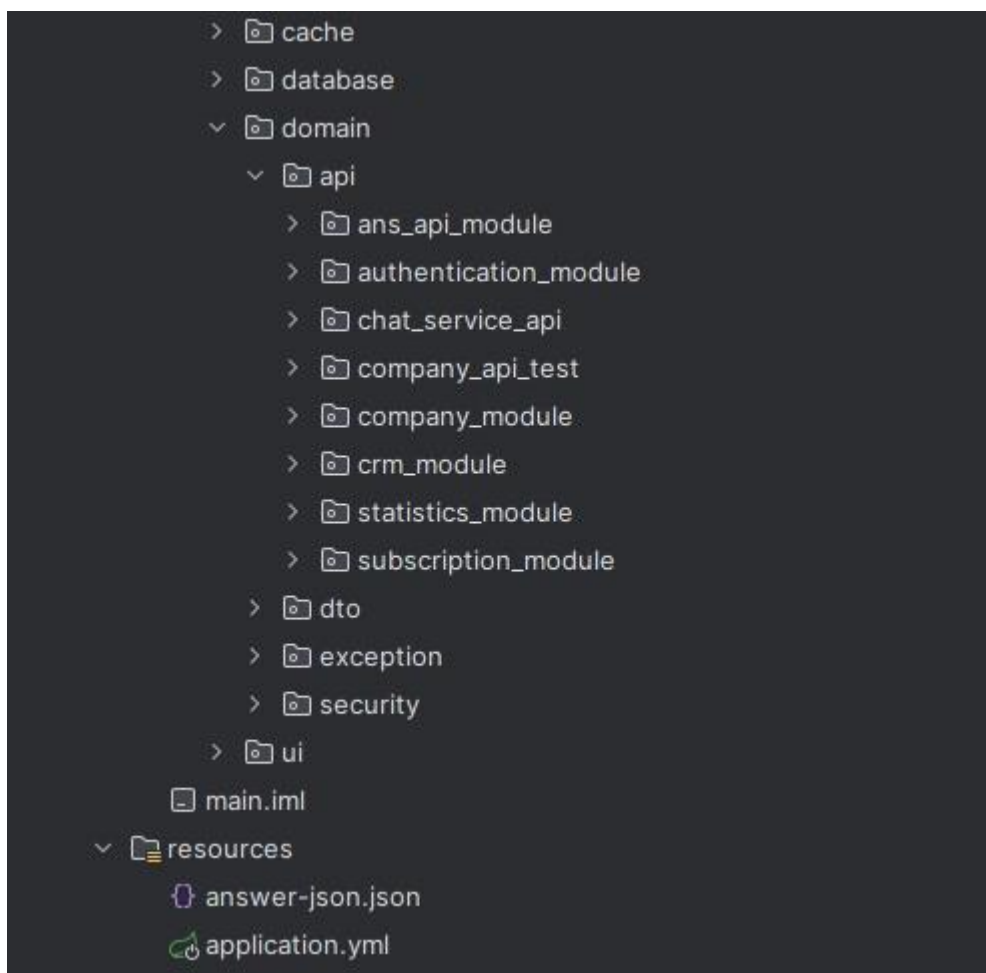 cache
database
domain
api
ans_api_module
authentication_module
chat_service_api
company_api_test
company_module
crm_module
statistics_module
subscription_module
dto
exception
security
ui
main.iml
resources
answer-json.json
application.yml